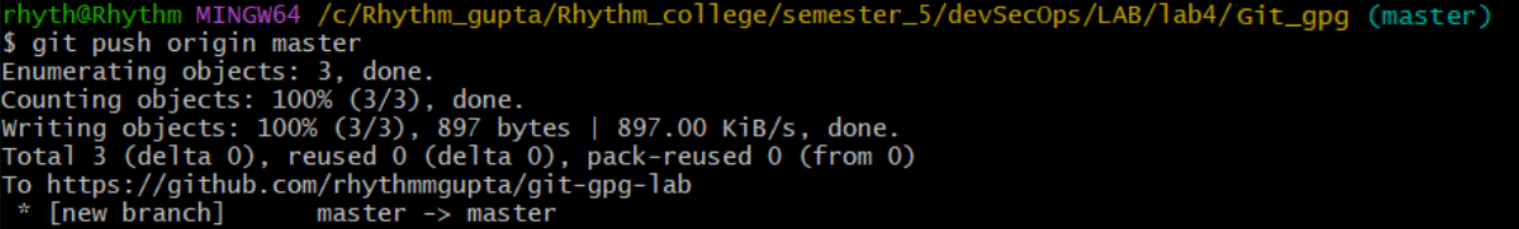 rhyth@Rhythm MINGW64 /c/Rhythm_gupta/Rhythm_college/semester_5/devSecOps/LAB/lab4/Git_gpg (master)
$ git push origin master
Enumerating objects: 3, done.
Counting objects: 100% (3/3), done.
Writing objects: 100% (3/3), 897 bytes | 897.00 KiB/s, done.
Total 3 (delta 0), reused 0 (delta 0), pack-reused 0 (from 0)
To https://github.com/rhythmmgupta/git-gpg-lab
 * [new branch]      master -> master